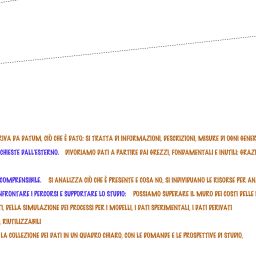 RIVA DA DATUM, CIÒ CHE È DATO: SI TRATTA DI INFORMAZIONI, DESCRIZIONI, MISURE DI OGNI GENER
CHIESTE DALL'ESTERNO. DIVORIAMO DATI A PARTIRE DAI GREZZI, FONDAMENTALI E INUTILI: GRAZI
COMPRENSIBILE. SI ANALIZZA CIÒ CHE È PRESENTE E COSA NO, SI INDIVIDUANO LE RISORSE PER AN
NFRONTARE I PERCORSI E SUPPORTARE LO STUDIO: POSSIAMO SUPERARE IL MURO DEI COSTI DELLE
I, DELLA SIMULAZIONE DEI PROCESSI PER I MODELLI, I DATI SPERIMENTALI, I DATI DERIVATI
, RIUTILIZZABILI
LA COLLEZIONE DEI DATI IN UN QUADRO CHIARO, CON LE DOMANDE E LE PROSPETTIVE DI STUDIO,